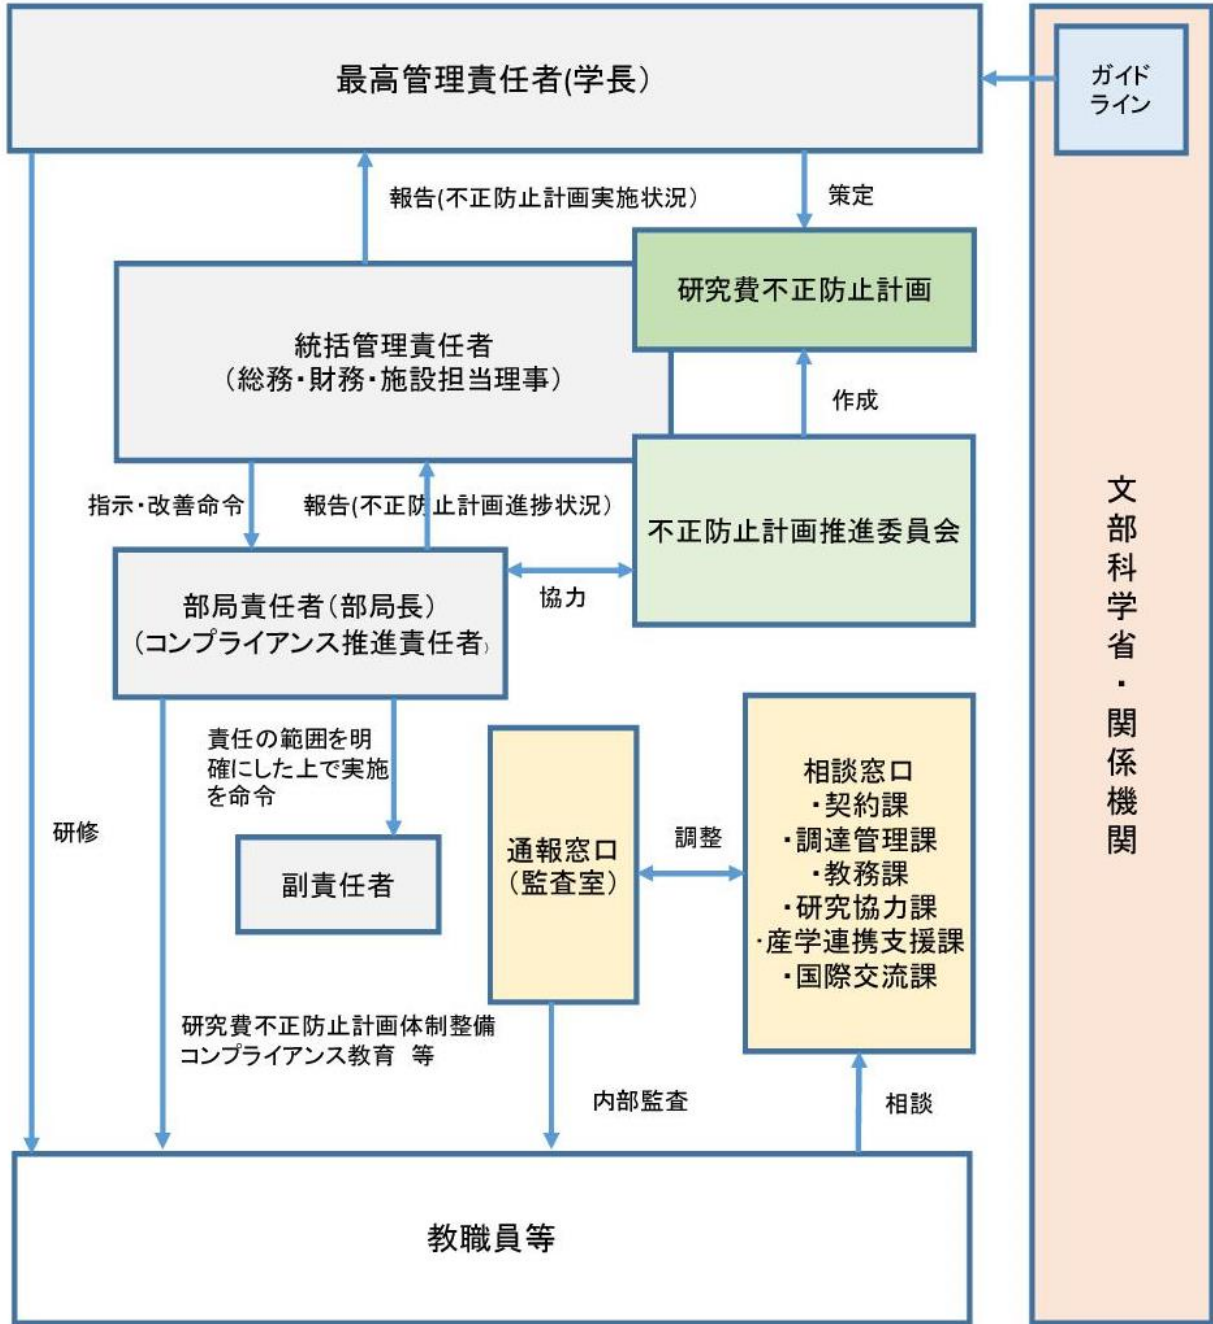 最高管理責任者(学長)
ガイド
ライン
報告(不正防止計画実施状況)
策定
研究費不正防止計画
統括管理責任者
(総務・財務・施設担当理事)
作成
指示・改善命令
報告(不正防止計画進捗状況)
不正防止計画推進委員会
部局責任者(部局長)
(コンプライアンス推進責任者)
協力
文部科学省・関係機関
責任の範囲を明
確にした上で実施
を命令
研修
副責任者
通報窓口
(監査室)
調整
相談窓口
・契約課
・調達管理課
・教務課
・研究協力課
・産学連携支援課
・国際交流課
研究費不正防止計画体制整備
コンプライアンス教育 等
内部監査
相談
教職員等